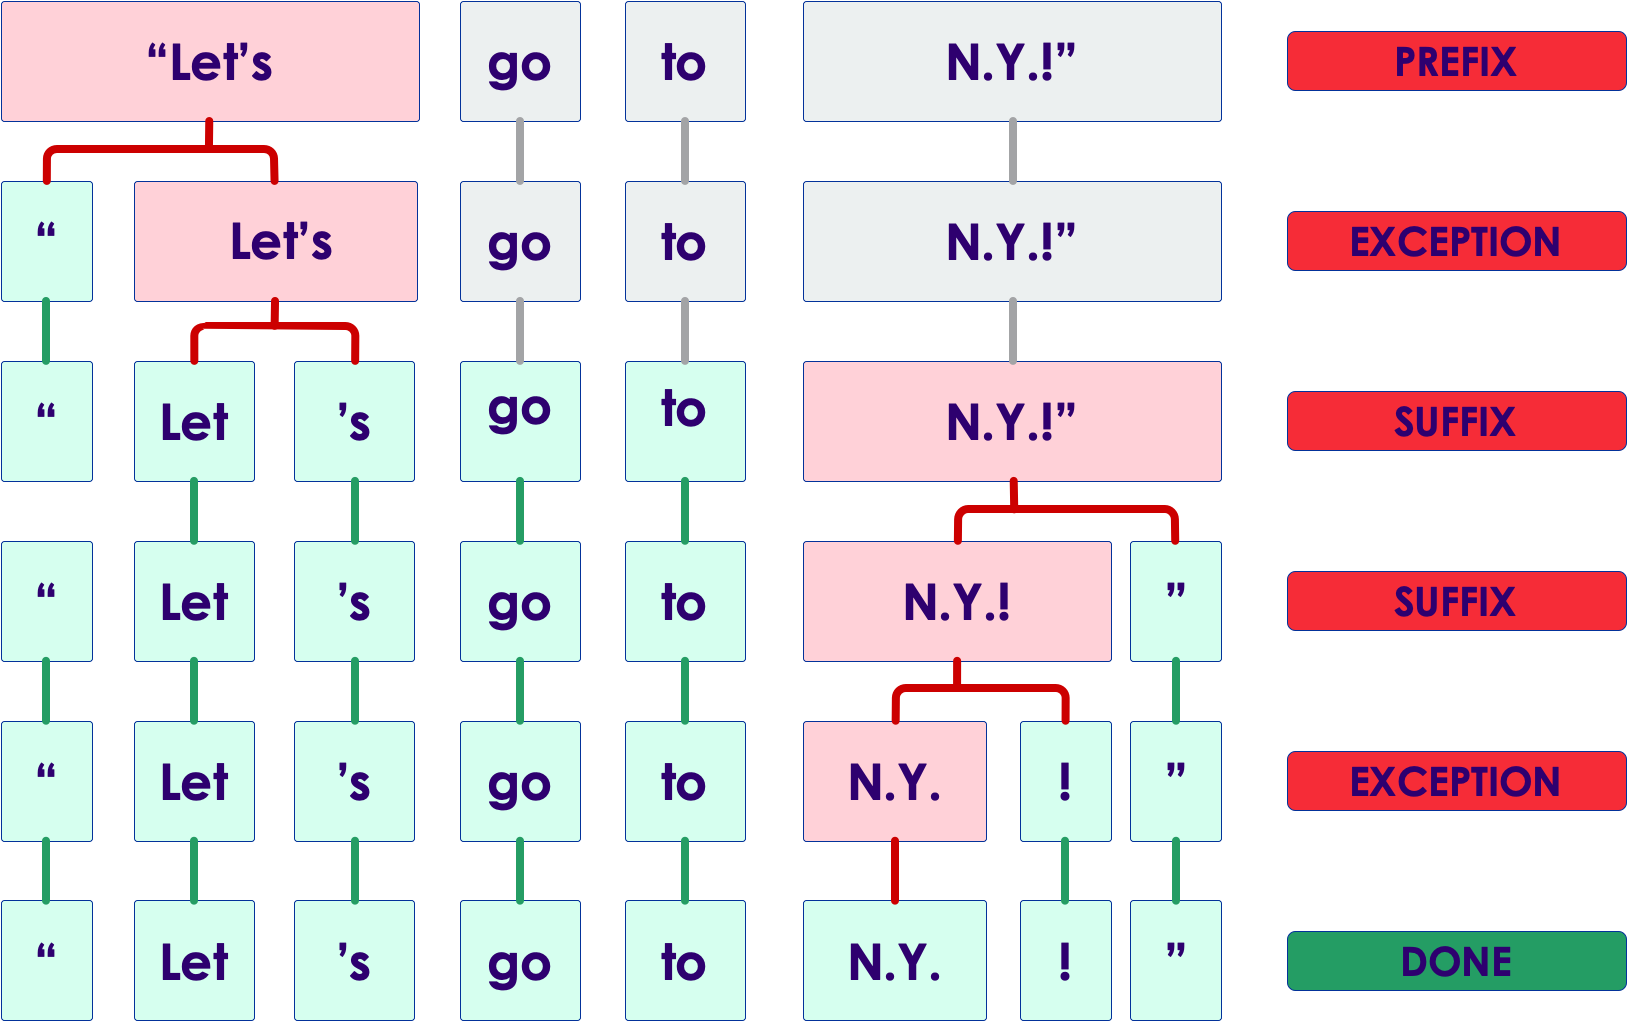 “Let’s go to N.Y.!” PREFIX
“ Let’s go to N.Y.!” EXCEPTION
“ Let ’s go to N.Y.!” SUFFIX
“ Let ’s go to N.Y.! ” SUFFIX
“ Let ’s go to N.Y. ! ” EXCEPTION
“ Let ’s go to N.Y. ! ” DONE